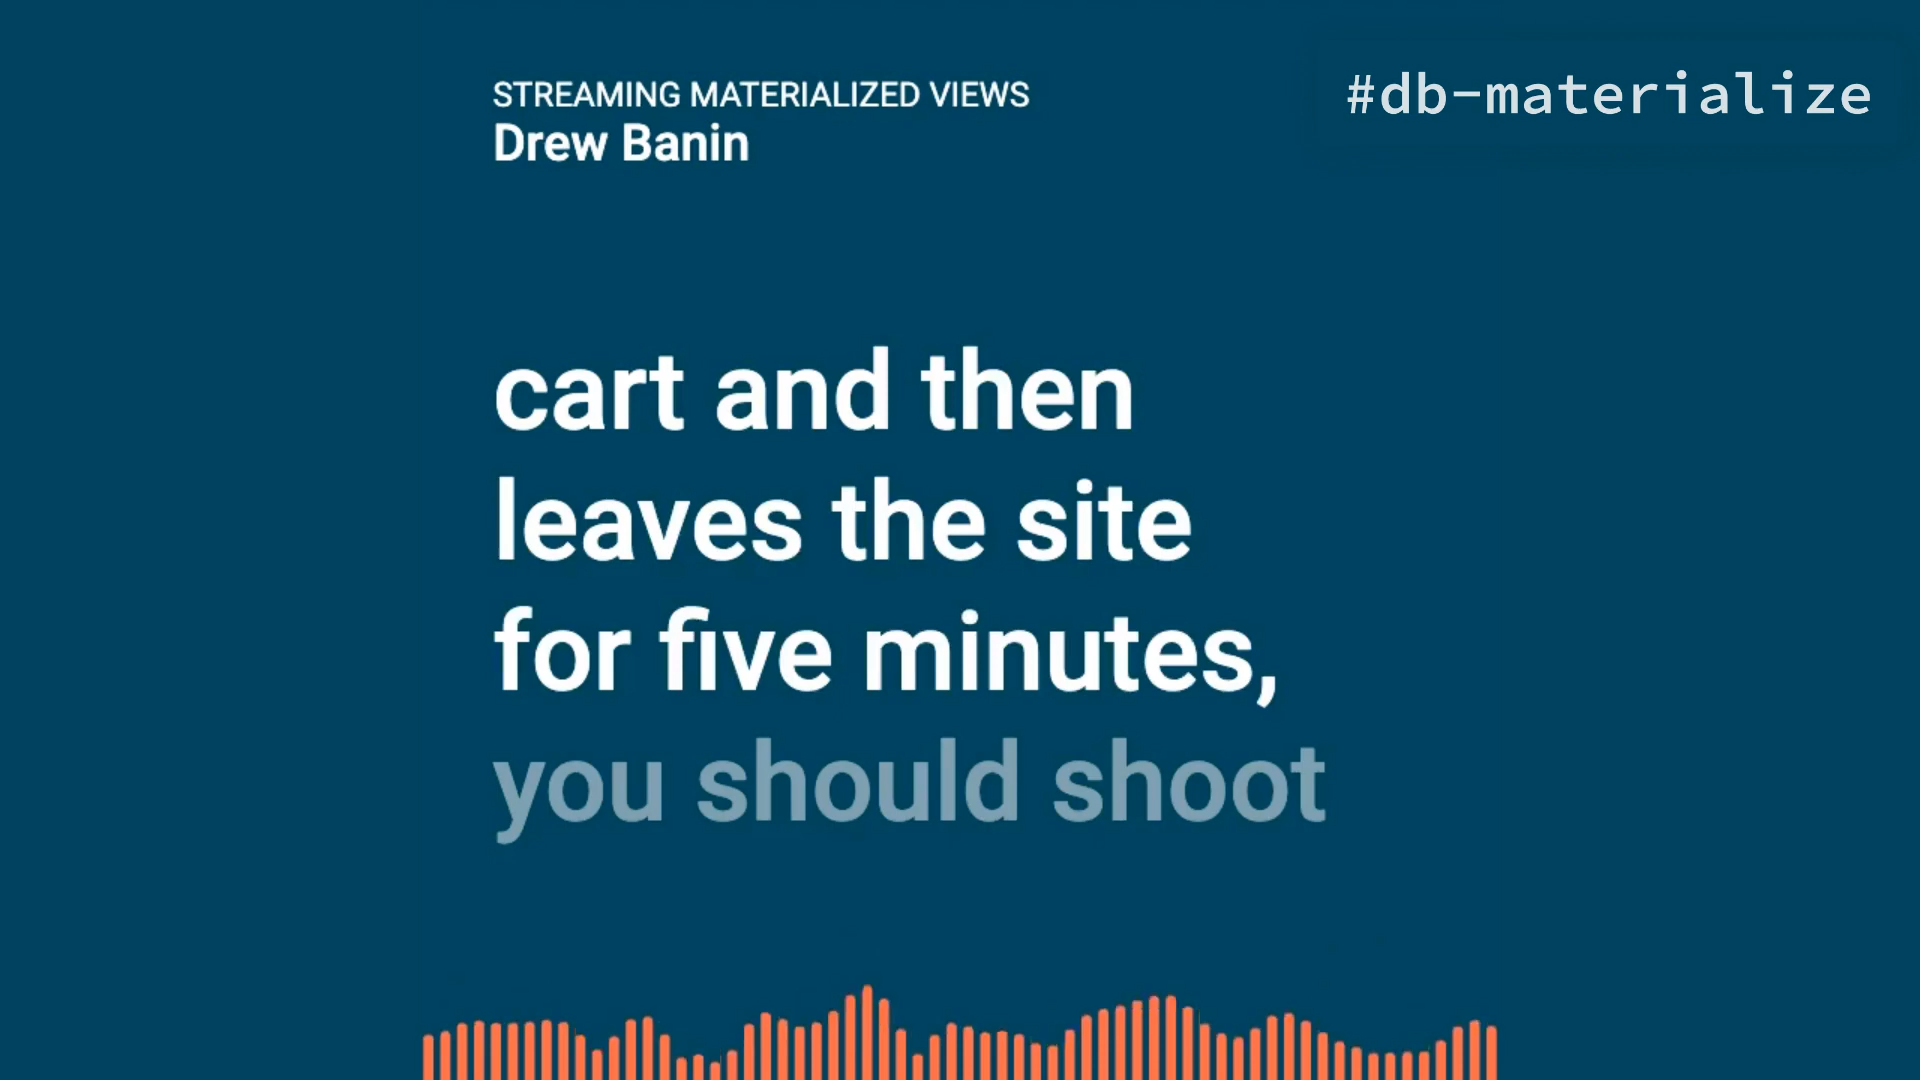 STREAMING MATERIALIZED VIEWS
Drew Banin
#db-materialize
cart and then
leaves the site
for five minutes,
you should shoot